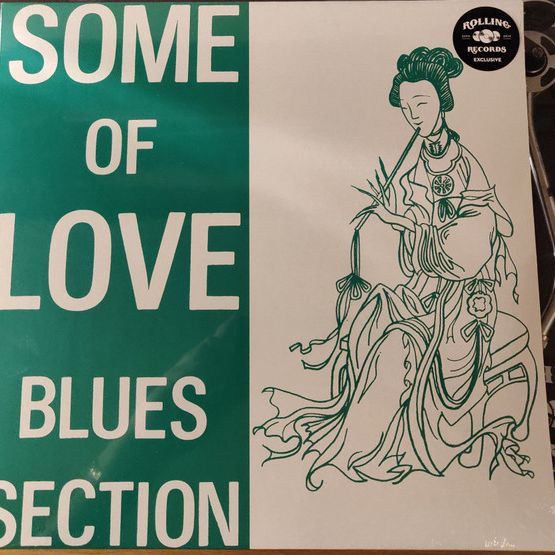 SOME
OF
LOVE
BLUES
SECTION
ROLLING
RECORDS
EXCLUSIVE